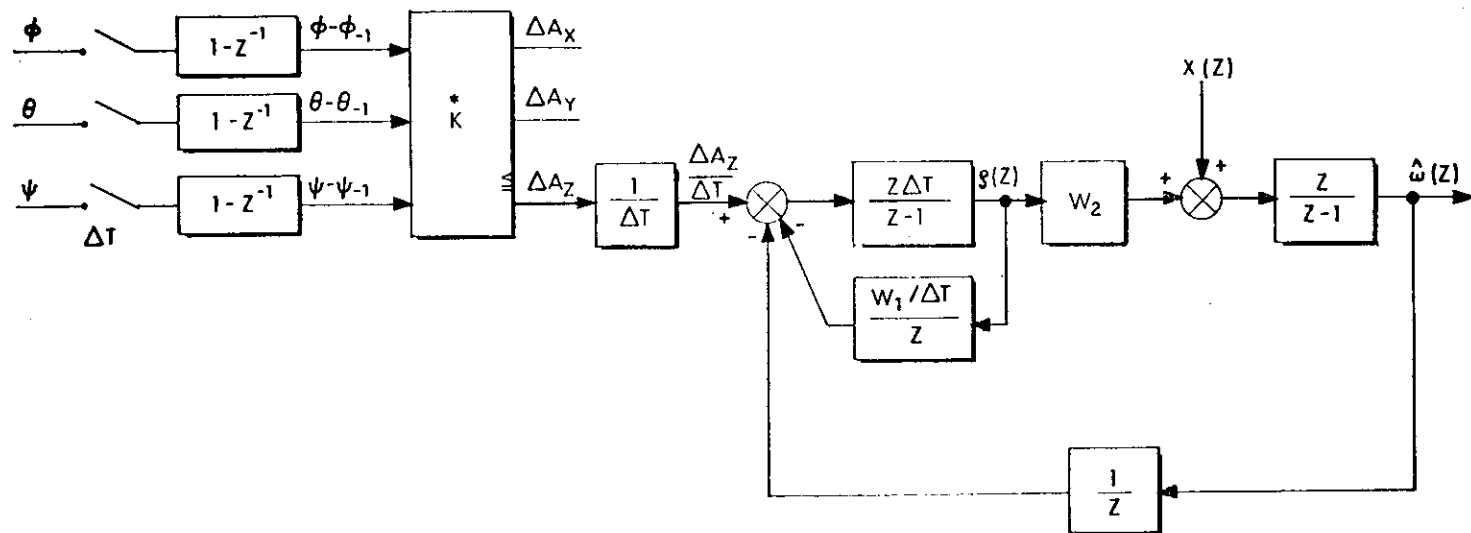 ϕ
1-Z⁻¹
ϕ-ϕ₋₁
θ
1-Z⁻¹
θ-θ₋₁
ψ
1-Z⁻¹
ψ-ψ₋₁
ΔT
*
K
ΔA_X
ΔA_Y
ΔA_Z
1
ΔT
ΔA_Z
ΔT
+
-
-
ZΔT
Z-1
W₁/ΔT
Z
W₂
X(Z)
+
+
Z
Z-1
ω̂(Z)
1
Z